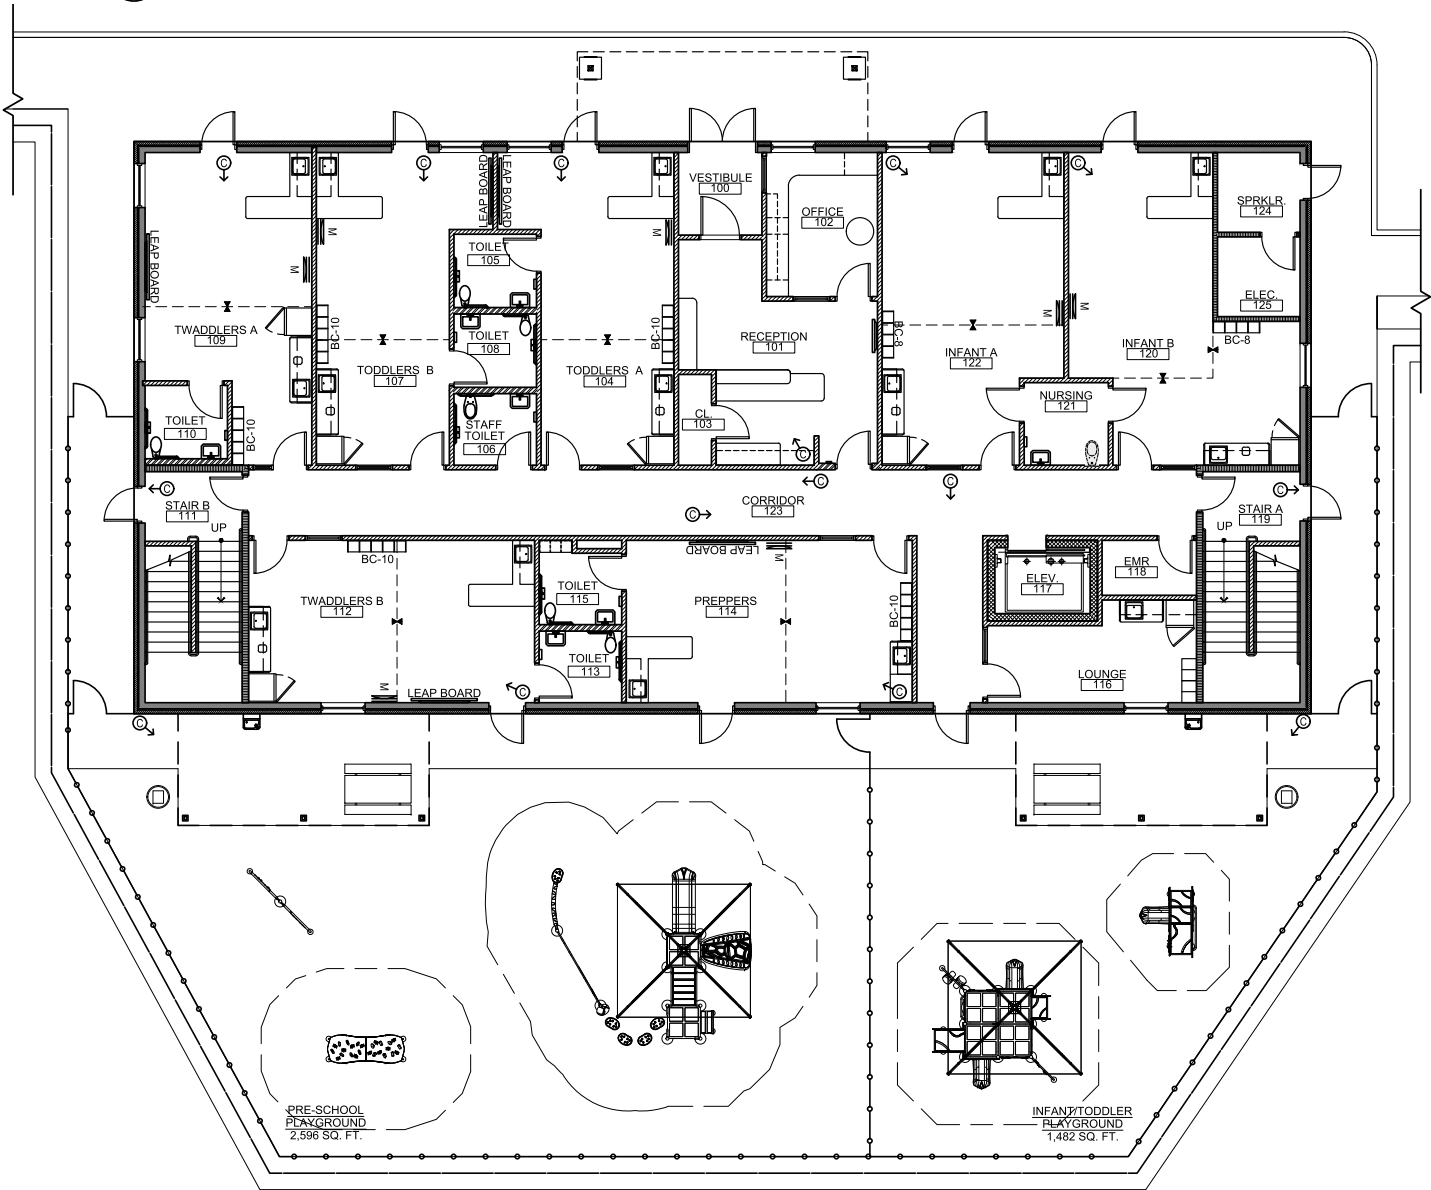 VESTIBULE
100
OFFICE
102
SPRKLR.
124
ELEC.
125
LEAP BOARD
LEAP BOARD
LEAP BOARD
TOILET
105
TOILET
108
STAFF
TOILET
106
TWADDLERS A
109
TODDLERS B
107
TODDLERS A
104
RECEPTION
101
INFANT A
122
INFANT B
120
NURSING
121
CL.
103
TOILET
110
BC-10
BC-10
BC-10
BC-8
BC-8
M
M
M
M
M
C
C
C
C
C
C
C
C
C
C
C
STAIR B
111
UP
CORRIDOR
123
STAIR A
119
UP
BC-10
LEAP BOARD
M
TWADDLERS B
112
TOILET
115
TOILET
113
PREPPERS
114
BC-10
ELEV.
117
EMR
118
LOUNGE
116
M
LEAP BOARD
C
C
C
C
PRE-SCHOOL
PLAYGROUND
2,596 SQ. FT.
INFANT/TODDLER
PLAYGROUND
1,482 SQ. FT.